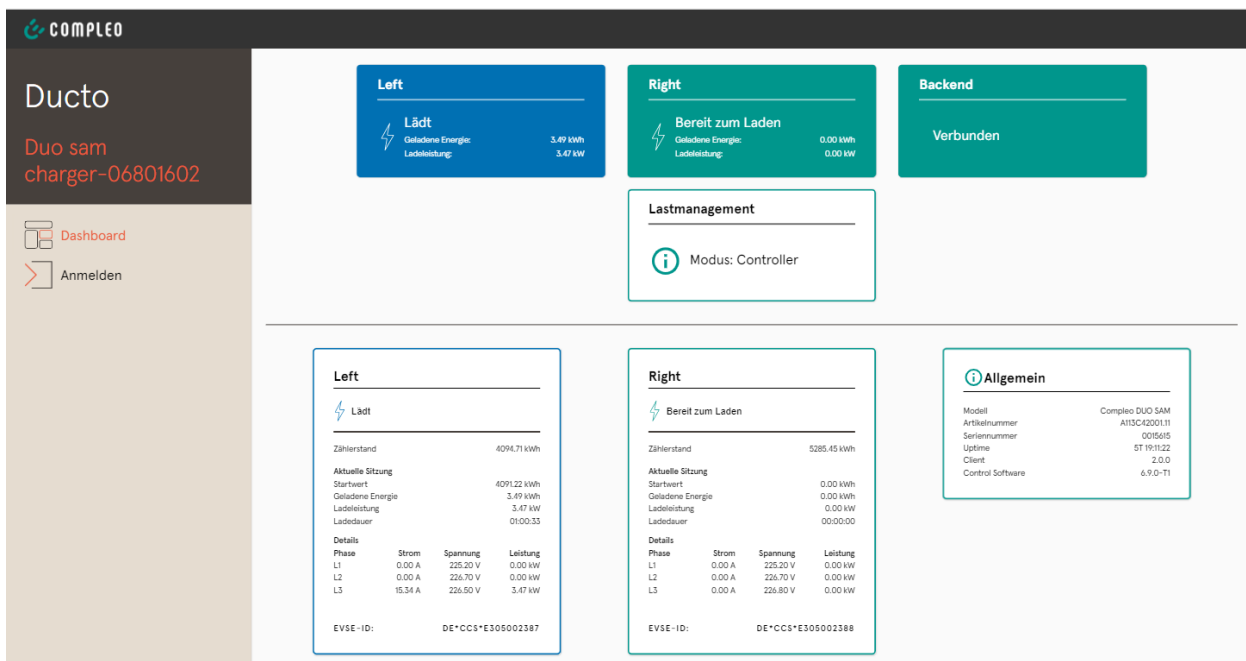 COMPLEO
Ducto
Duo sam
charger-06801602
Dashboard
Anmelden
Left
Lädt
Geladene Energie: 3.49 kWh
Ladeleistung: 3.47 kW
Right
Bereit zum Laden
Geladene Energie: 0.00 kWh
Ladeleistung: 0.00 kW
Backend
Verbunden
Lastmanagement
Modus: Controller
Left
Lädt
Zählerstand 4094.71 kWh
Aktuelle Sitzung
Startwert 4091.22 kWh
Geladene Energie 3.49 kWh
Ladeleistung 3.47 kW
Ladedauer 01:00:33
Details
Phase Strom Spannung Leistung
L1 0.00 A 225.20 V 0.00 kW
L2 0.00 A 226.70 V 0.00 kW
L3 15.34 A 226.50 V 3.47 kW
EVSE-ID: DE*CCS*E305002387
Right
Bereit zum Laden
Zählerstand 5285.45 kWh
Aktuelle Sitzung
Startwert 0.00 kWh
Geladene Energie 0.00 kWh
Ladeleistung 0.00 kW
Ladedauer 00:00:00
Details
Phase Strom Spannung Leistung
L1 0.00 A 225.20 V 0.00 kW
L2 0.00 A 226.70 V 0.00 kW
L3 0.00 A 226.80 V 0.00 kW
EVSE-ID: DE*CCS*E305002388
Allgemein
Modell Compleo DUO SAM
Artikelnummer A113C42001.11
Seriennummer 0015615
Uptime 5T 19:11:22
Client 2.0.0
Control Software 6.9.0-T1